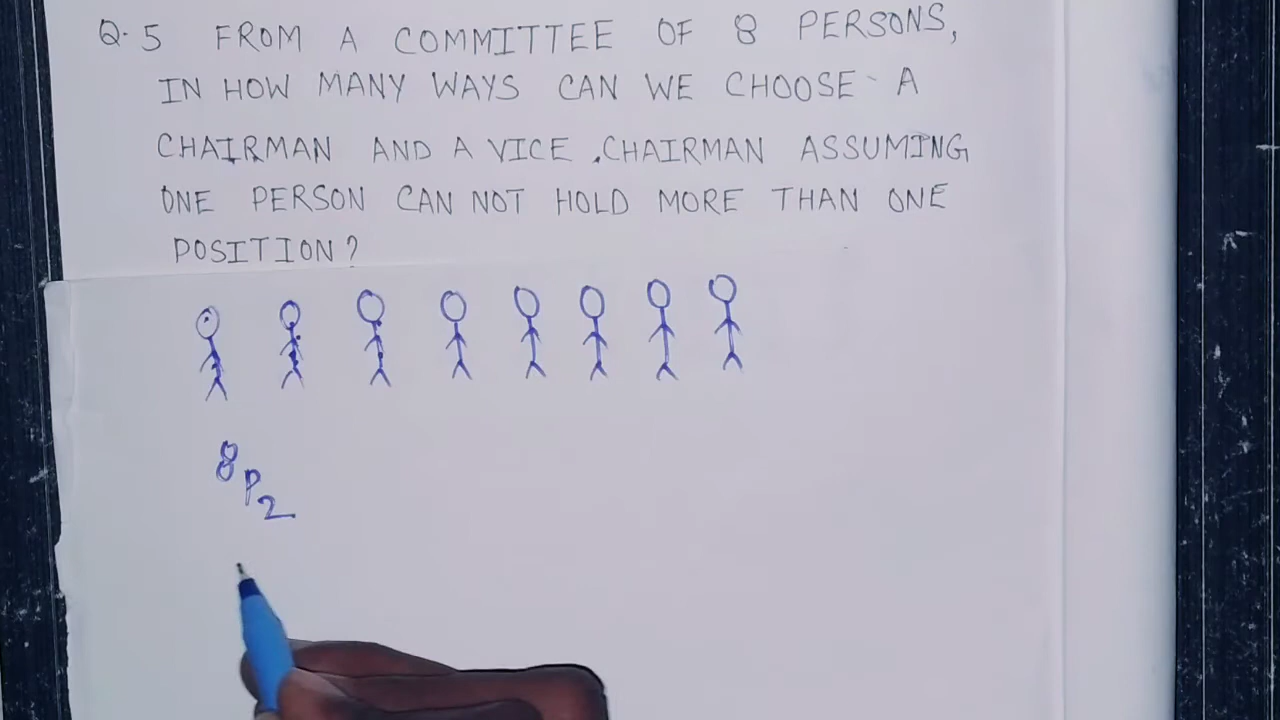 Q.5 FROM A COMMITTEE OF 8 PERSONS,
IN HOW MANY WAYS CAN WE CHOOSE A
CHAIRMAN AND A VICE CHAIRMAN ASSUMING
ONE PERSON CAN NOT HOLD MORE THAN ONE
POSITION?
8P2